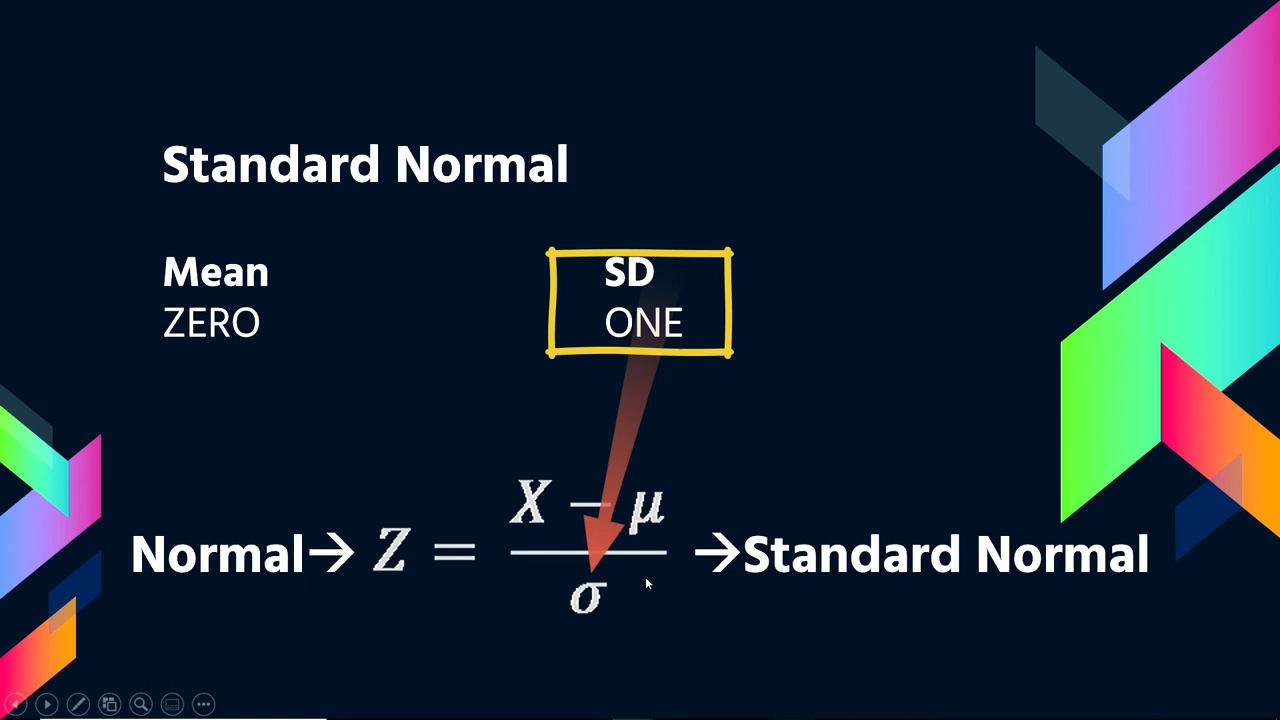 Standard Normal
Mean
SD
ZERO
ONE
Normal→ Z = (X − μ) / σ →Standard Normal